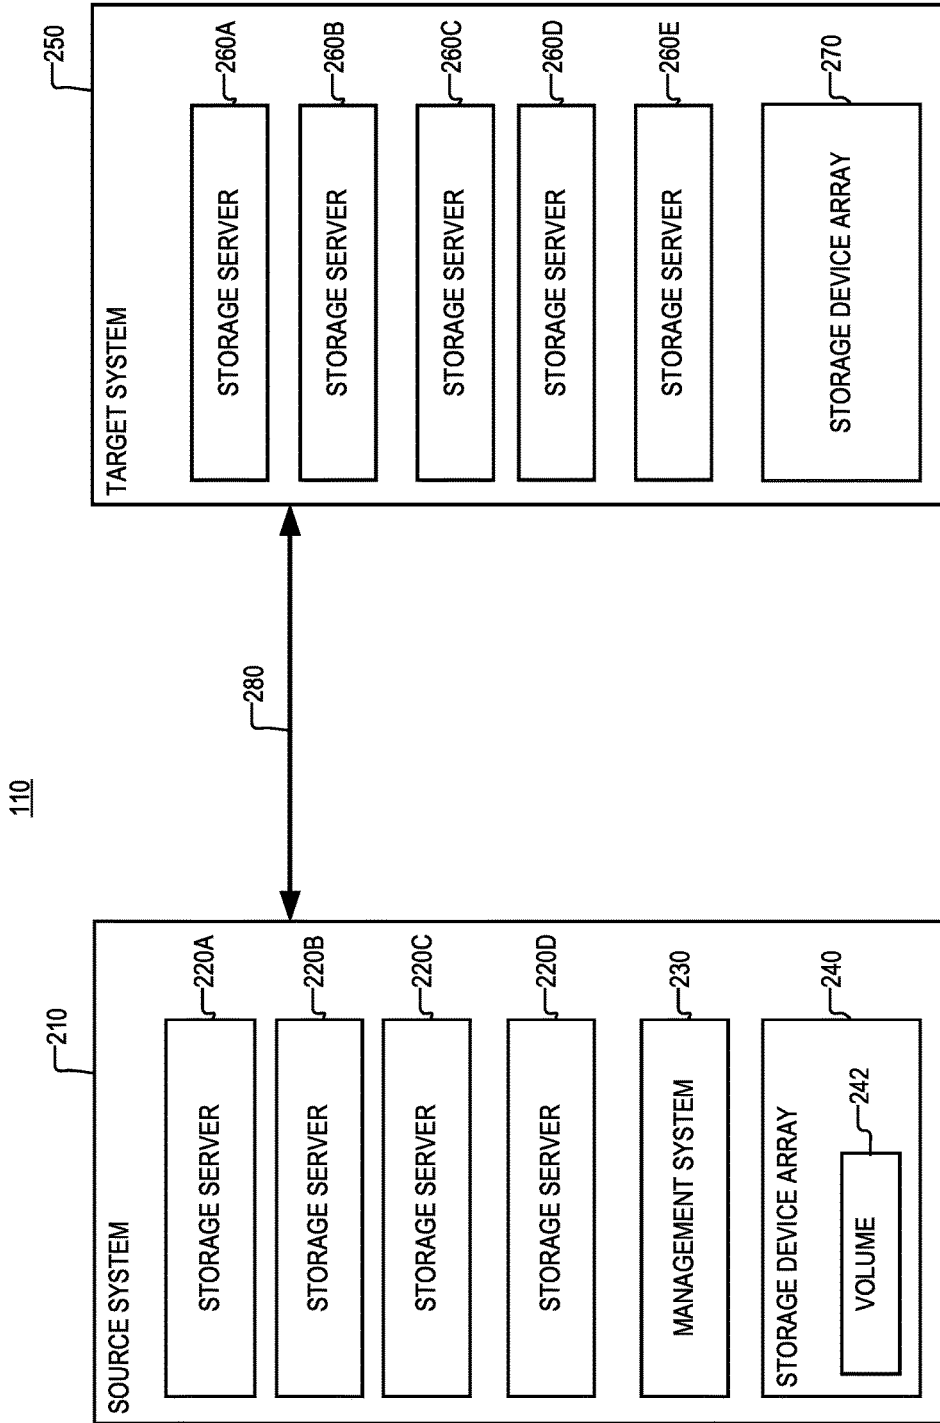 110
SOURCE SYSTEM
210
STORAGE SERVER
220A
STORAGE SERVER
220B
STORAGE SERVER
220C
STORAGE SERVER
220D
MANAGEMENT SYSTEM
230
STORAGE DEVICE ARRAY
240
VOLUME
242
280
TARGET SYSTEM
250
STORAGE SERVER
260A
STORAGE SERVER
260B
STORAGE SERVER
260C
STORAGE SERVER
260D
STORAGE SERVER
260E
STORAGE DEVICE ARRAY
270